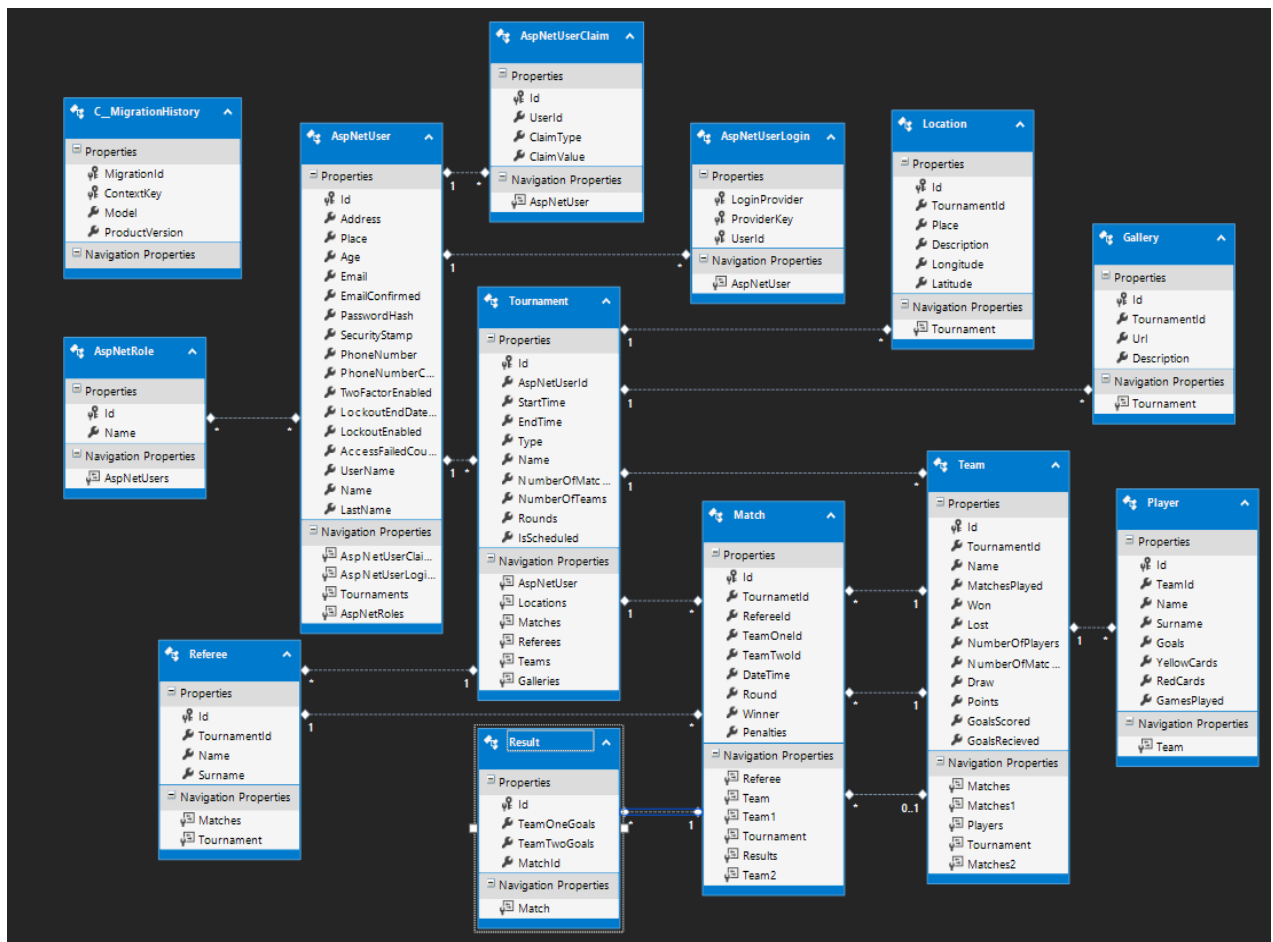 AspNetUserClaim
Properties
Id
UserId
ClaimType
ClaimValue
Navigation Properties
AspNetUser
C__MigrationHistory
Properties
MigrationId
ContextKey
Model
ProductVersion
Navigation Properties
AspNetUser
Properties
Id
Address
Place
Age
Email
EmailConfirmed
PasswordHash
SecurityStamp
PhoneNumber
PhoneNumberC...
TwoFactorEnabled
LockoutEndDate...
LockoutEnabled
AccessFailedCou...
UserName
Name
LastName
Navigation Properties
AspNetUserClai...
AspNetUserLogi...
Tournaments
AspNetRoles
1 *
1 *
1 *
AspNetUserLogin
Properties
LoginProvider
ProviderKey
UserId
Navigation Properties
AspNetUser
Location
Properties
Id
TournamentId
Place
Description
Longitude
Latitude
Navigation Properties
Tournament
Gallery
Properties
Id
TournamentId
Url
Description
Navigation Properties
Tournament
AspNetRole
Properties
Id
Name
Navigation Properties
AspNetUsers
* *
Tournament
Properties
Id
AspNetUserId
StartTime
EndTime
Type
Name
NumberOfMatc...
NumberOfTeams
Rounds
IsScheduled
Navigation Properties
AspNetUser
Locations
Matches
Referees
Teams
Galleries
1 *
1 *
1 *
1 *
Match
Properties
Id
TournametId
RefereeId
TeamOneId
TeamTwoId
DateTime
Round
Winner
Penalties
Navigation Properties
Referee
Team
Team1
Tournament
Results
Team2
* 1
* 1
* 0..1
Team
Properties
Id
TournamentId
Name
MatchesPlayed
Won
Lost
NumberOfPlayers
NumberOfMatc...
Draw
Points
GoalsScored
GoalsRecieved
Navigation Properties
Matches
Matches1
Players
Tournament
Matches2
1 *
Player
Properties
Id
TeamId
Name
Surname
Goals
YellowCards
RedCards
GamesPlayed
Navigation Properties
Team
Referee
Properties
Id
TournamentId
Name
Surname
Navigation Properties
Matches
Tournament
* 1
1 *
Result
Properties
Id
TeamOneGoals
TeamTwoGoals
MatchId
Navigation Properties
Match
* 1